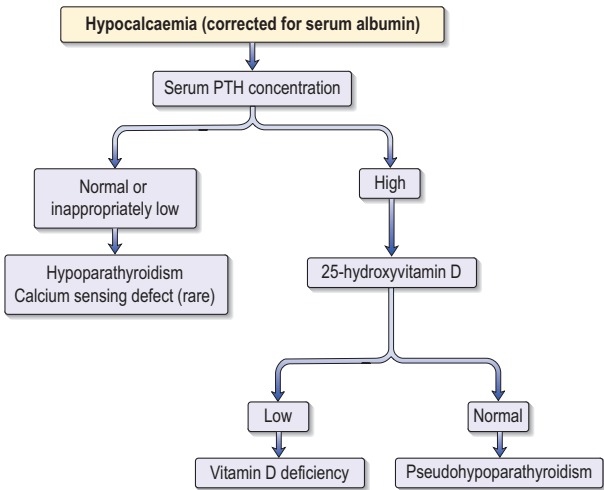 Hypocalcaemia (corrected for serum albumin)
Serum PTH concentration
Normal or
inappropriately low
High
Hypoparathyroidism
Calcium sensing defect (rare)
25-hydroxyvitamin D
Low
Normal
Vitamin D deficiency
Pseudohypoparathyroidism